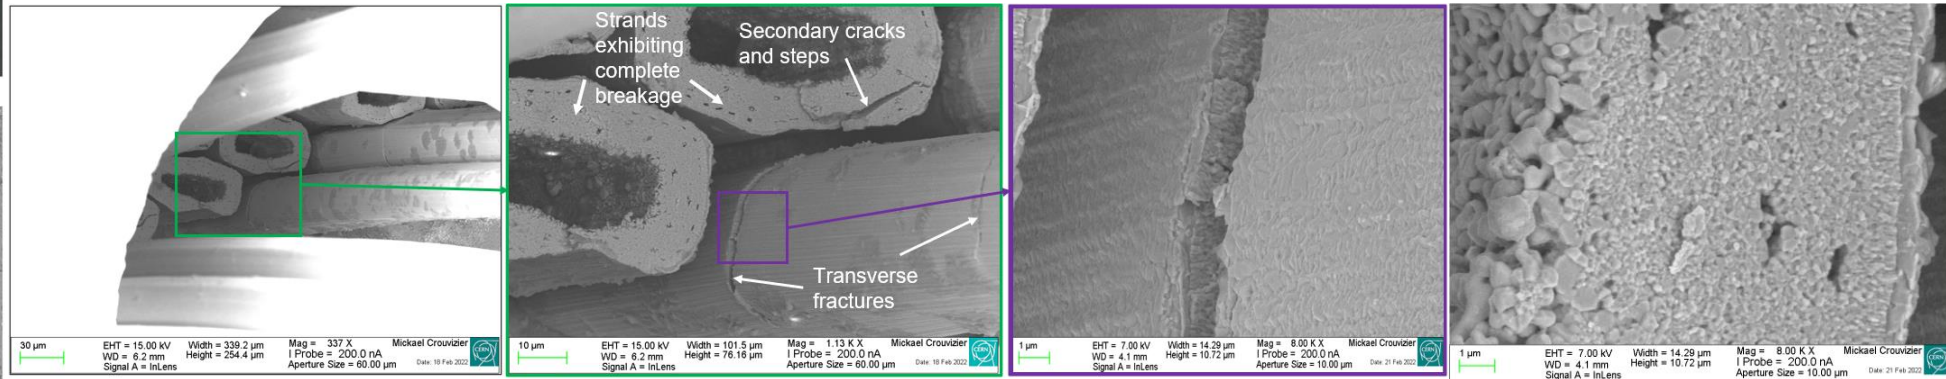 Strands
exhibiting
complete
breakage
Secondary cracks
and steps
Transverse
fractures
30 µm
EHT = 15.00 kV
WD = 6.2 mm
Signal A = InLens
Width = 339.2 µm
Height = 254.4 µm
Mag = 337 X
I Probe = 200.0 nA
Aperture Size = 60.00 µm
Mickael Crouvizier
Date: 18 Feb 2022
CERN
10 µm
EHT = 15.00 kV
WD = 6.2 mm
Signal A = InLens
Width = 101.5 µm
Height = 76.16 µm
Mag = 1.13 K X
I Probe = 200.0 nA
Aperture Size = 60.00 µm
Mickael Crouvizier
Date: 18 Feb 2022
CERN
1 µm
EHT = 7.00 kV
WD = 4.1 mm
Signal A = InLens
Width = 14.29 µm
Height = 10.72 µm
Mag = 8.00 K X
I Probe = 200.0 nA
Aperture Size = 10.00 µm
Mickael Crouvizier
Date: 21 Feb 2022
CERN
1 µm
EHT = 7.00 kV
WD = 4.1 mm
Signal A = InLens
Width = 14.29 µm
Height = 10.72 µm
Mag = 8.00 K X
I Probe = 200.0 nA
Aperture Size = 10.00 µm
Mickael Crouvizier
Date: 21 Feb 2022
CERN